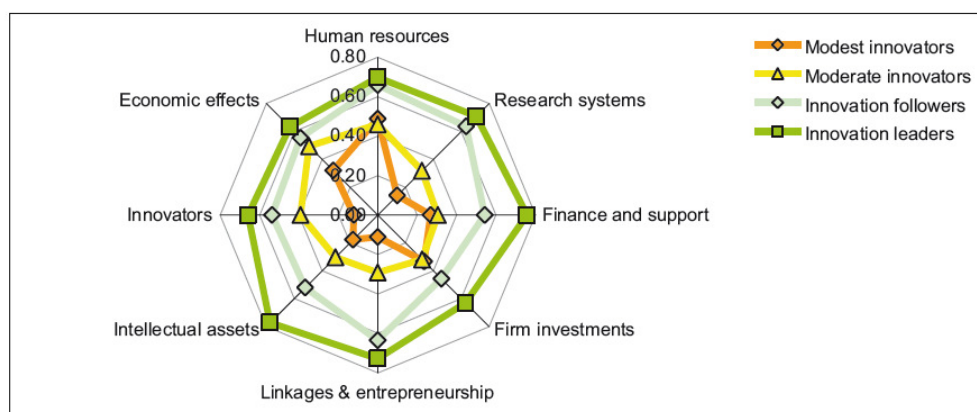 Human resources
0.80
0.60
0.40
0.20
0.00
Economic effects
Research systems
Innovators
Finance and support
Intellectual assets
Firm investments
Linkages & entrepreneurship
Modest innovators
Moderate innovators
Innovation followers
Innovation leaders